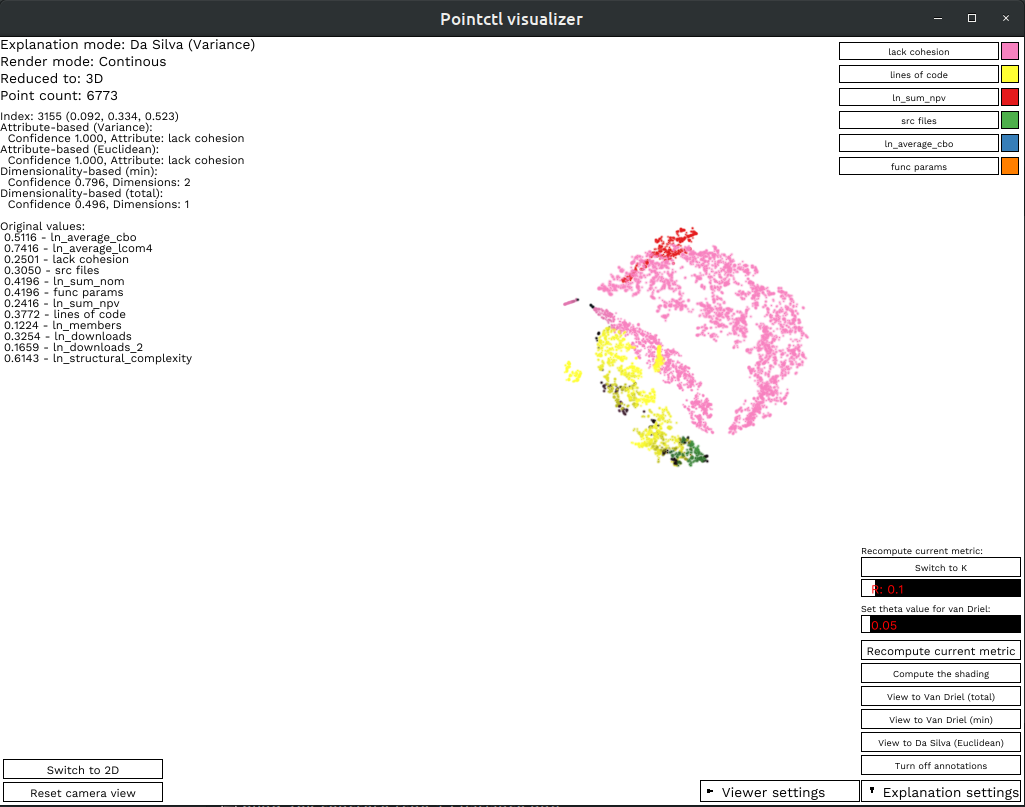 Pointctl visualizer
Explanation mode: Da Silva (Variance)
Render mode: Continous
Reduced to: 3D
Point count: 6773
Index: 3155 (0.092, 0.334, 0.523)
Attribute-based (Variance):
Confidence 1.000, Attribute: lack cohesion
Attribute-based (Euclidean):
Confidence 1.000, Attribute: lack cohesion
Dimensionality-based (min):
Confidence 0.796, Dimensions: 2
Dimensionality-based (total):
Confidence 0.496, Dimensions: 1
Original values:
0.5116 - ln_average_cbo
0.7416 - ln_average_lcom4
0.2501 - lack cohesion
0.3050 - src files
0.4196 - ln_sum_nom
0.4196 - func params
0.2416 - ln_sum_npv
0.3772 - lines of code
0.1224 - ln_members
0.3254 - ln_downloads
0.1659 - ln_downloads_2
0.6143 - ln_structural_complexity
lack cohesion
lines of code
ln_sum_npv
src files
ln_average_cbo
func params
Recompute current metric:
Switch to K
R: 0.1
Set theta value for van Driel:
0.05
Recompute current metric
Compute the shading
View to Van Driel (total)
View to Van Driel (min)
View to Da Silva (Euclidean)
Turn off annotations
Switch to 2D
Reset camera view
Viewer settings
Explanation settings